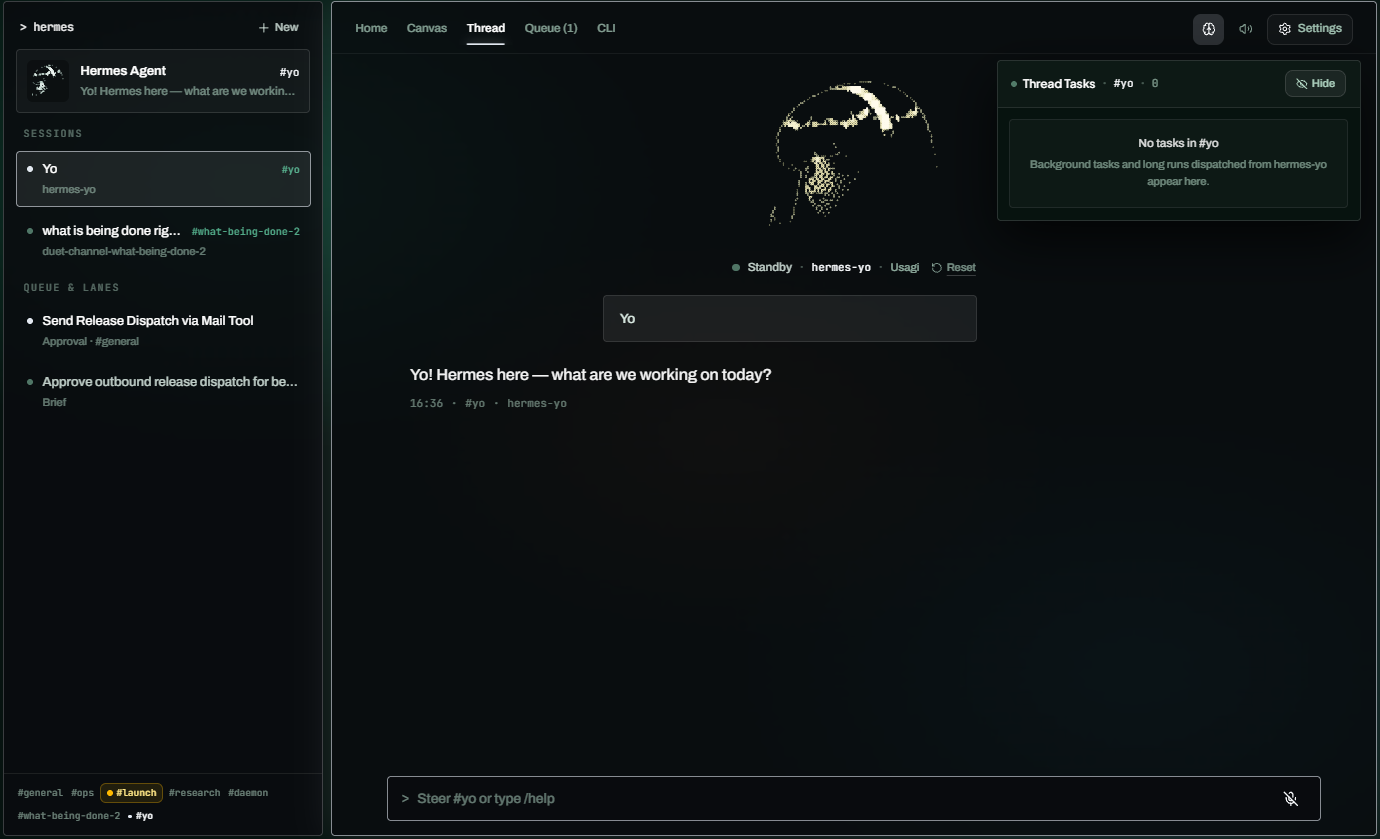 > hermes
+ New
Hermes Agent
#yo
Yo! Hermes here — what are we workin...
SESSIONS
Yo
#yo
hermes-yo
what is being done rig...
#what-being-done-2
duet-channel-what-being-done-2
QUEUE & LANES
Send Release Dispatch via Mail Tool
Approval · #general
Approve outbound release dispatch for be...
Brief
#general #ops #launch #research #daemon
#what-being-done-2 #yo
Home Canvas Thread Queue (1) CLI
Settings
Thread Tasks · #yo · 0
Hide
No tasks in #yo
Background tasks and long runs dispatched from hermes-yo
appear here.
Standby · hermes-yo · Usagi Reset
Yo
Yo! Hermes here — what are we working on today?
16:36 · #yo · hermes-yo
> Steer #yo or type /help